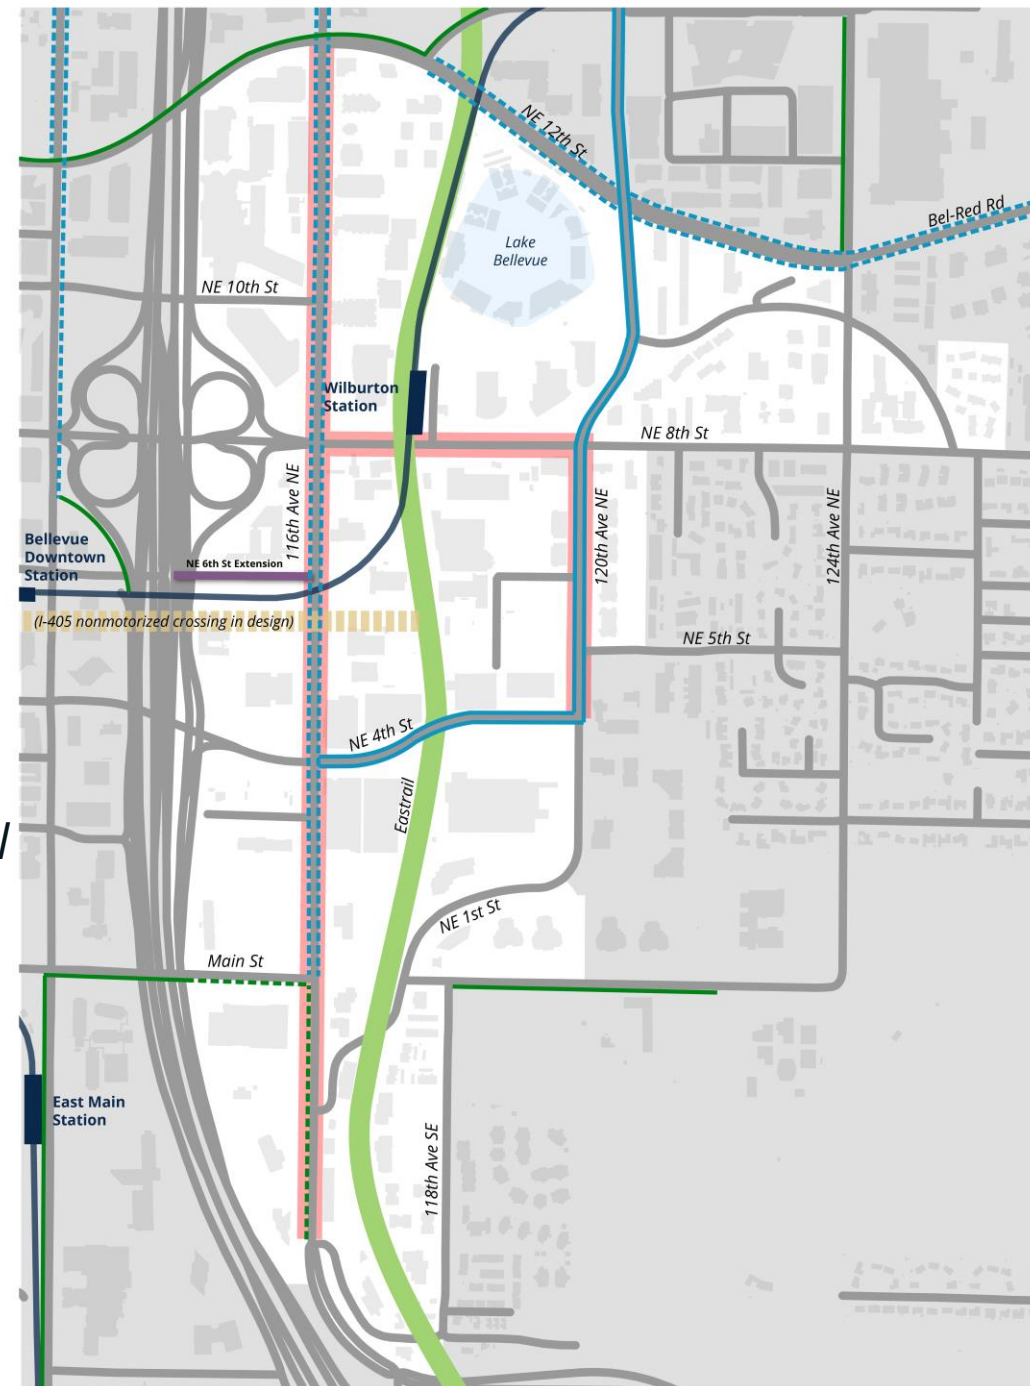 NE 12th St
Bel-Red Rd
Lake
Bellevue
NE 10th St
Wilburton
Station
NE 8th St
116th Ave NE
120th Ave NE
124th Ave NE
Bellevue
Downtown
Station
NE 6th St Extension
(I-405 nonmotorized crossing in design)
NE 5th St
NE 4th St
Eastrail
/
NE 1st St
Main St
East Main
Station
118th Ave SE